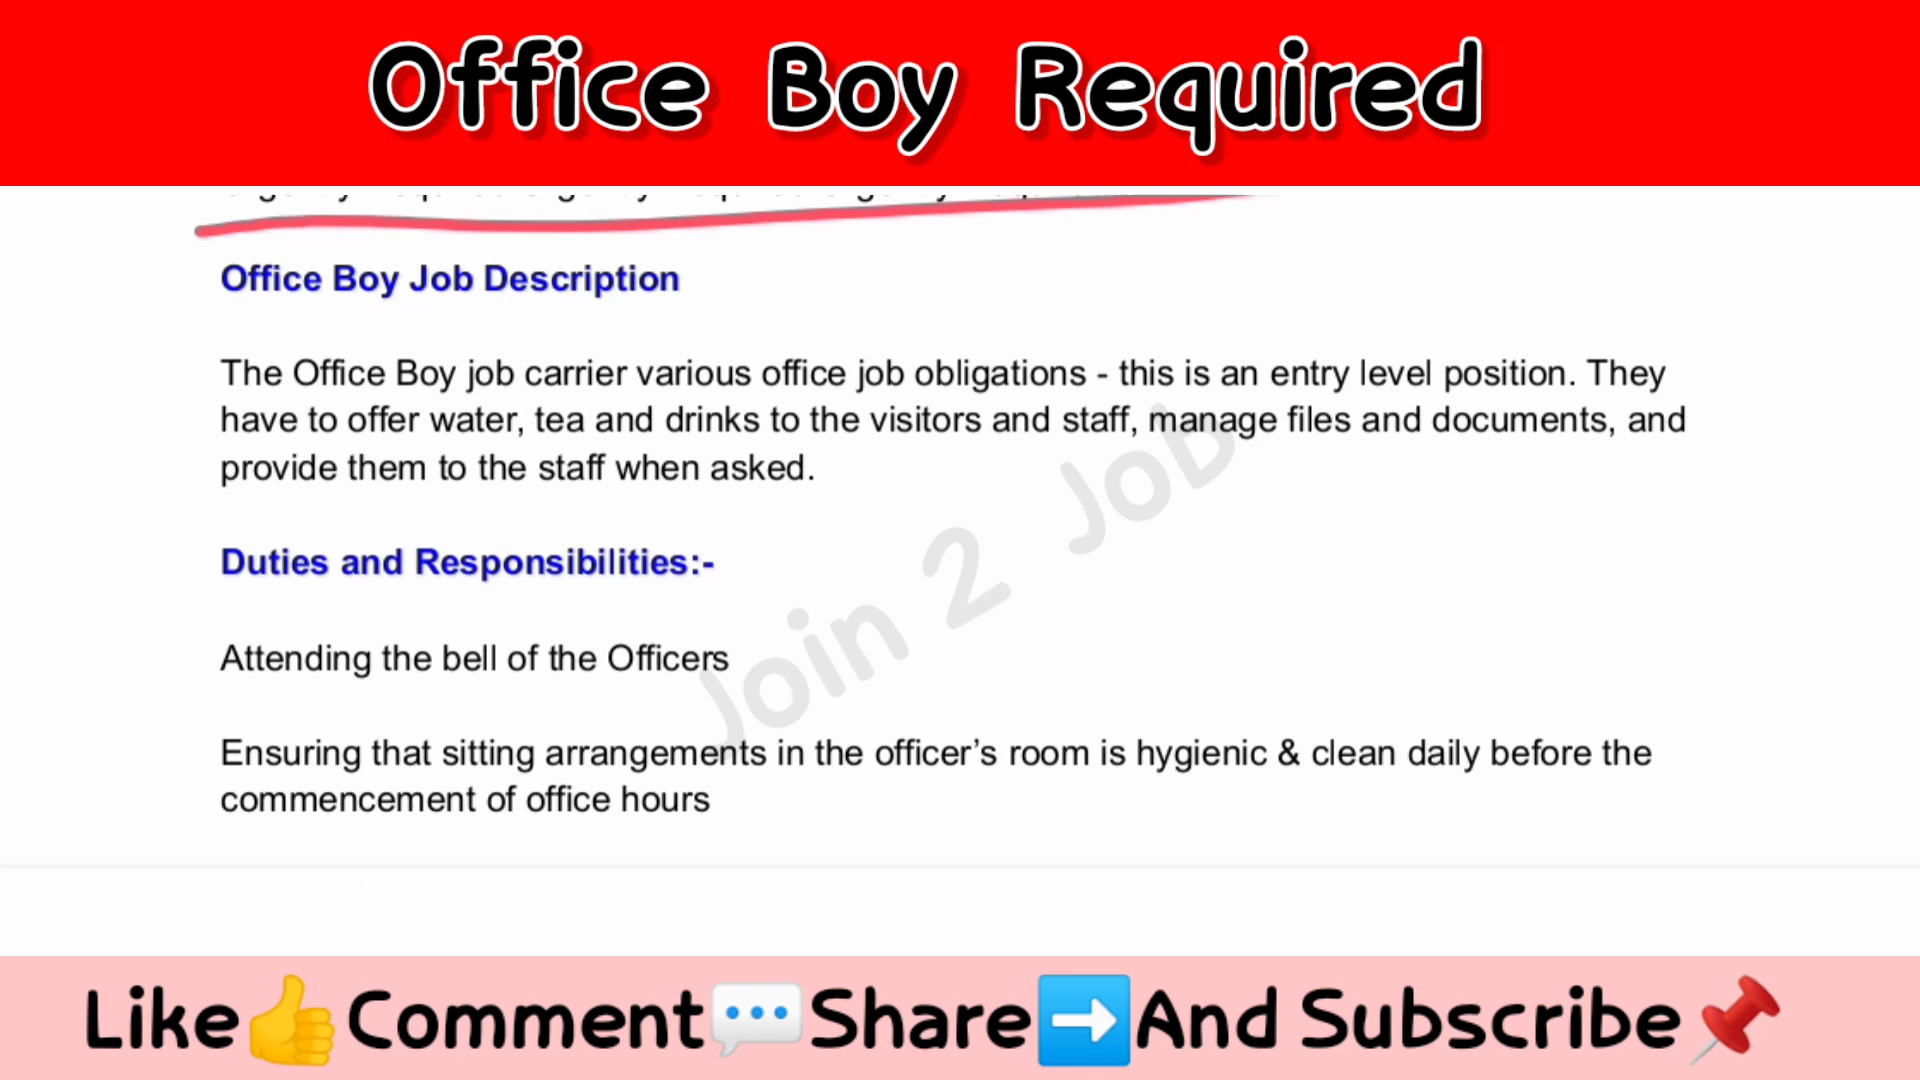 Office Boy Required
Office Boy Job Description
The Office Boy job carrier various office job obligations - this is an entry level position. They
have to offer water, tea and drinks to the visitors and staff, manage files and documents, and
provide them to the staff when asked.
Duties and Responsibilities:-
Attending the bell of the Officers
Ensuring that sitting arrangements in the officer’s room is hygienic & clean daily before the
commencement of office hours
Join 2 Job
Like👍Comment💬Share➡️And Subscribe📌